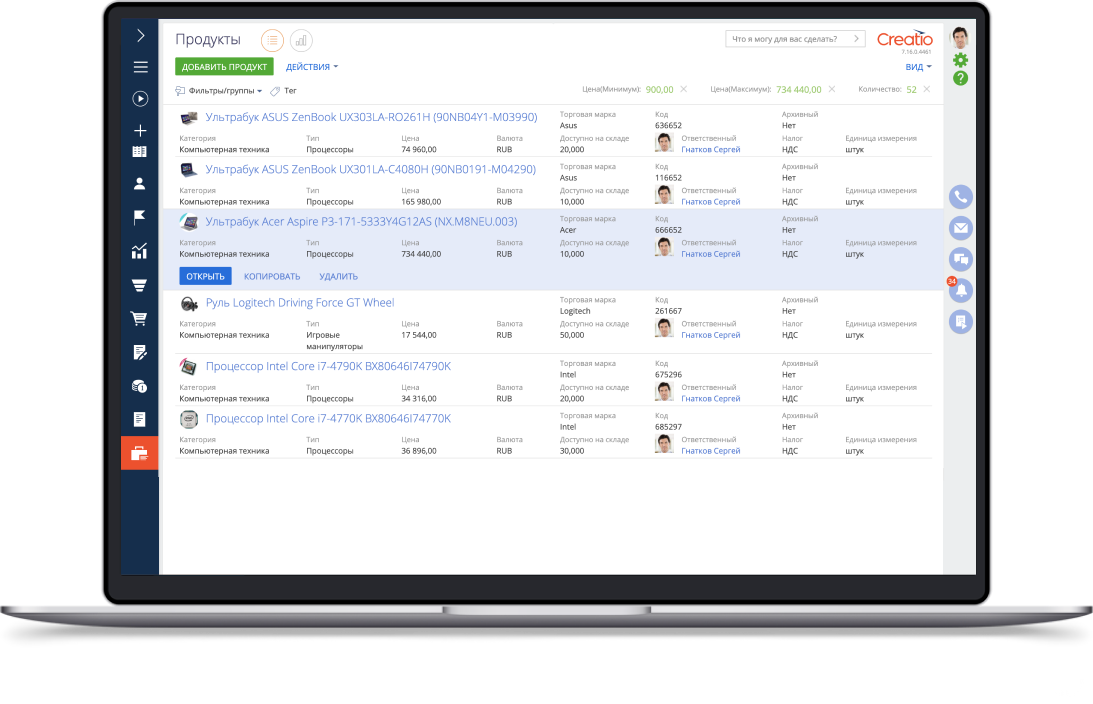 Продукты
Что я могу для вас сделать?
Creatio
7.16.0.4461
ДОБАВИТЬ ПРОДУКТ ДЕЙСТВИЯ
ВИД
Фильтры/группы Тег
Цена(Минимум): 900,00 Цена(Максимум): 734 440,00 Количество: 52
Ультрабук ASUS ZenBook UX303LA-RO261H (90NB04Y1-M03990)
Торговая марка Код Архивный
Asus 636652 Нет
Категория Тип Цена Валюта Доступно на складе Ответственный Налог Единица измерения
Компьютерная техника Процессоры 74 960,00 RUB 20,000 Гнатков Сергей НДС штук
Ультрабук ASUS ZenBook UX301LA-C4080H (90NB0191-M04290)
Торговая марка Код Архивный
Asus 116652 Нет
Категория Тип Цена Валюта Доступно на складе Ответственный Налог Единица измерения
Компьютерная техника Процессоры 165 980,00 RUB 10,000 Гнатков Сергей НДС штук
Ультрабук Acer Aspire P3-171-5333Y4G12AS (NX.M8NEU.003)
Торговая марка Код Архивный
Acer 666652 Нет
Категория Тип Цена Валюта Доступно на складе Ответственный Налог Единица измерения
Компьютерная техника Процессоры 734 440,00 RUB 10,000 Гнатков Сергей НДС штук
ОТКРЫТЬ КОПИРОВАТЬ УДАЛИТЬ
34
Руль Logitech Driving Force GT Wheel
Торговая марка Код Архивный
Logitech 261667 Нет
Категория Тип Цена Валюта Доступно на складе Ответственный Налог Единица измерения
Компьютерная техника Игровые манипуляторы 17 544,00 RUB 50,000 Гнатков Сергей НДС штук
Процессор Intel Core i7-4790K BX80646I74790K
Торговая марка Код Архивный
Intel 675296 Нет
Категория Тип Цена Валюта Доступно на складе Ответственный Налог Единица измерения
Компьютерная техника Процессоры 34 316,00 RUB 20,000 Гнатков Сергей НДС штук
Процессор Intel Core i7-4770K BX80646I74770K
Торговая марка Код Архивный
Intel 685297 Нет
Категория Тип Цена Валюта Доступно на складе Ответственный Налог Единица измерения
Компьютерная техника Процессоры 36 896,00 RUB 30,000 Гнатков Сергей НДС штук